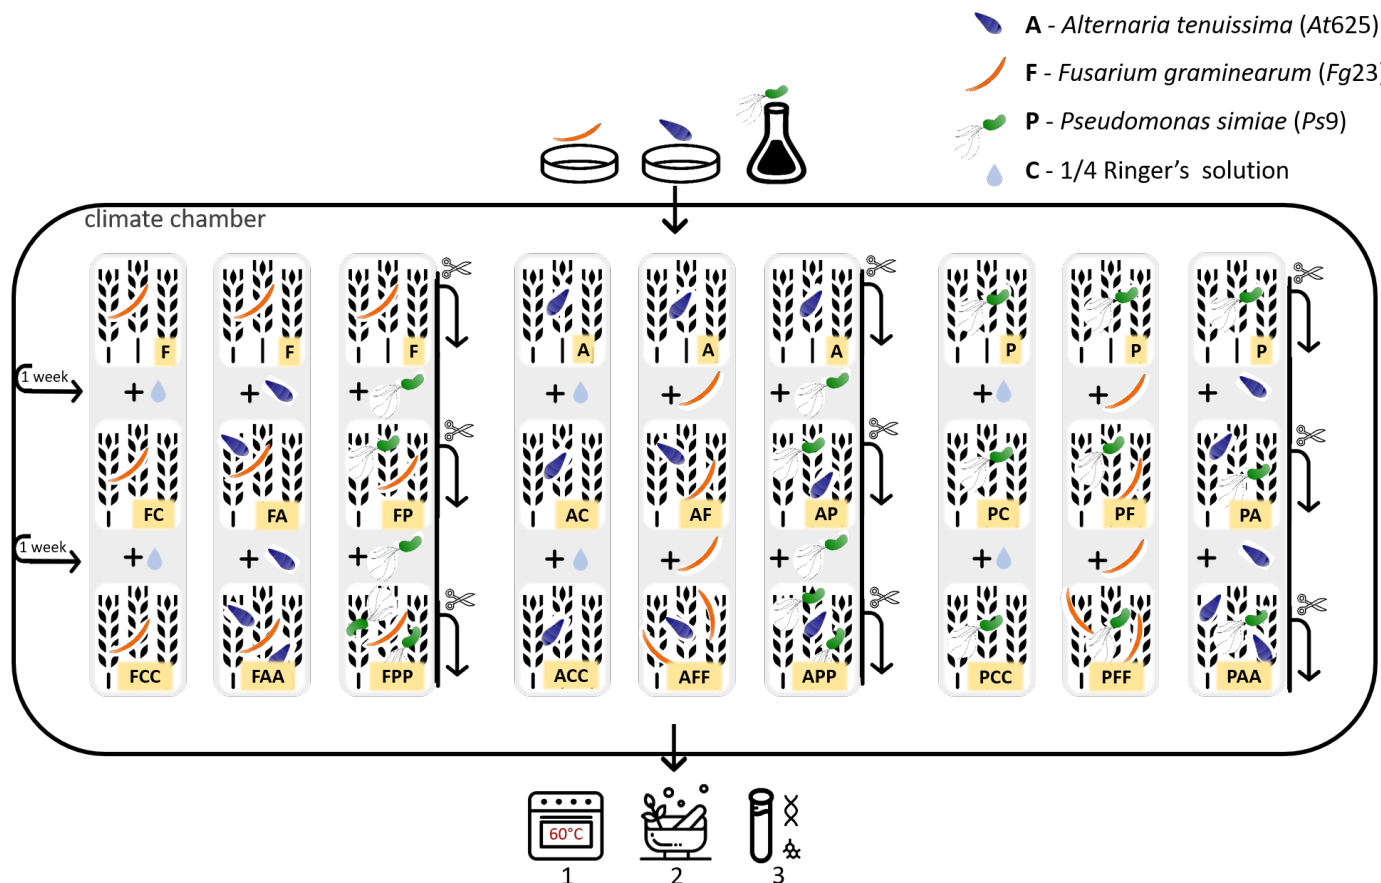 A - Alternaria tenuissima (At625)
F - Fusarium graminearum (Fg23)
P - Pseudomonas simiae (Ps9)
C - 1/4 Ringer's solution
climate chamber
F F F A A A P P P
1 week + + + + + + + + +
FC FA FP AC AF AP PC PF PA
1 week + + + + + + + + +
FCC FAA FPP ACC AFF APP PCC PFF PAA
60°C
1 2 3